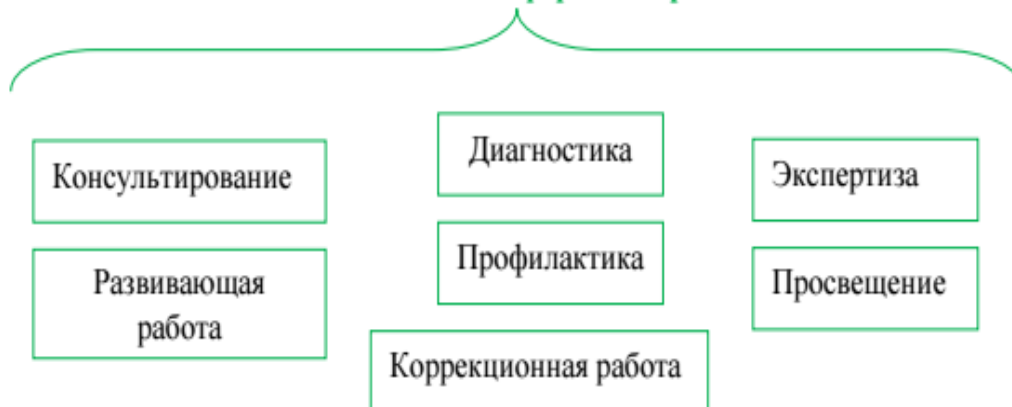 Консультирование
Диагностика
Экспертиза
Развивающая
работа
Профилактика
Просвещение
Коррекционная работа